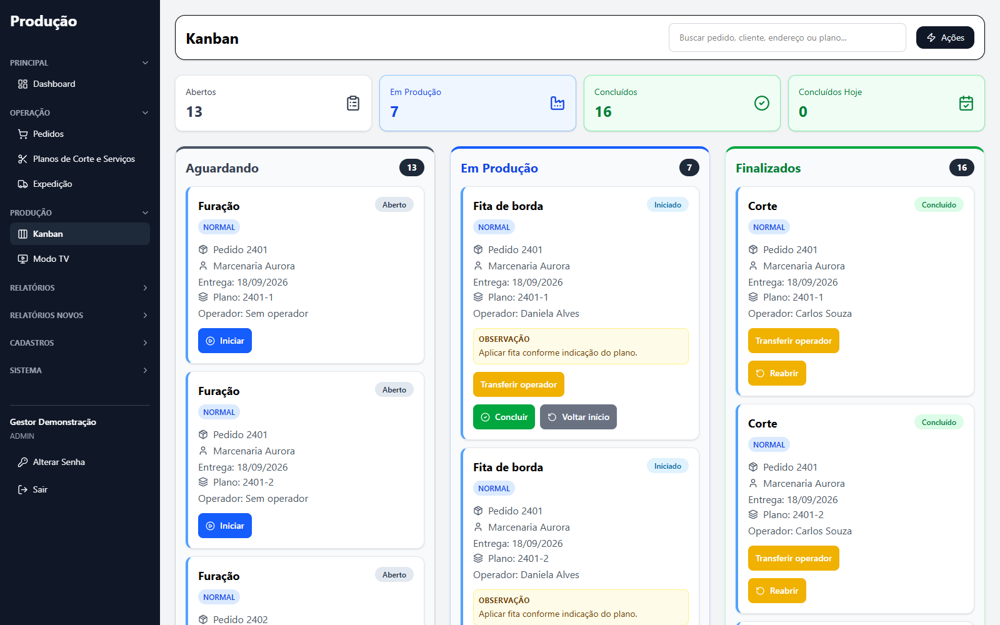 Produção
PRINCIPAL
Dashboard
OPERAÇÃO
Pedidos
Planos de Corte e Serviços
Expedição
PRODUÇÃO
Kanban
Modo TV
RELATÓRIOS
RELATÓRIOS NOVOS
CADASTROS
SISTEMA
Gestor Demonstração
ADMIN
Alterar Senha
Sair
Kanban
Buscar pedido, cliente, endereço ou plano...
Ações
Abertos
13
Em Produção
7
Concluídos
16
Concluídos Hoje
0
Aguardando
13
Furação
Aberto
NORMAL
Pedido 2401
Marcenaria Aurora
Entrega: 18/09/2026
Plano: 2401-1
Operador: Sem operador
Iniciar
Furação
Aberto
NORMAL
Pedido 2401
Marcenaria Aurora
Entrega: 18/09/2026
Plano: 2401-2
Operador: Sem operador
Iniciar
Furação
Aberto
NORMAL
Pedido 2402
Em Produção
7
Fita de borda
Iniciado
NORMAL
Pedido 2401
Marcenaria Aurora
Entrega: 18/09/2026
Plano: 2401-1
Operador: Daniela Alves
OBSERVAÇÃO
Aplicar fita conforme indicação do plano.
Transferir operador
Concluir
Voltar início
Fita de borda
Iniciado
NORMAL
Pedido 2401
Marcenaria Aurora
Entrega: 18/09/2026
Plano: 2401-2
Operador: Daniela Alves
OBSERVAÇÃO
Aplicar fita conforme indicação do plano.
Finalizados
16
Corte
Concluído
NORMAL
Pedido 2401
Marcenaria Aurora
Entrega: 18/09/2026
Plano: 2401-1
Operador: Carlos Souza
Transferir operador
Reabrir
Corte
Concluído
NORMAL
Pedido 2401
Marcenaria Aurora
Entrega: 18/09/2026
Plano: 2401-2
Operador: Carlos Souza
Transferir operador
Reabrir